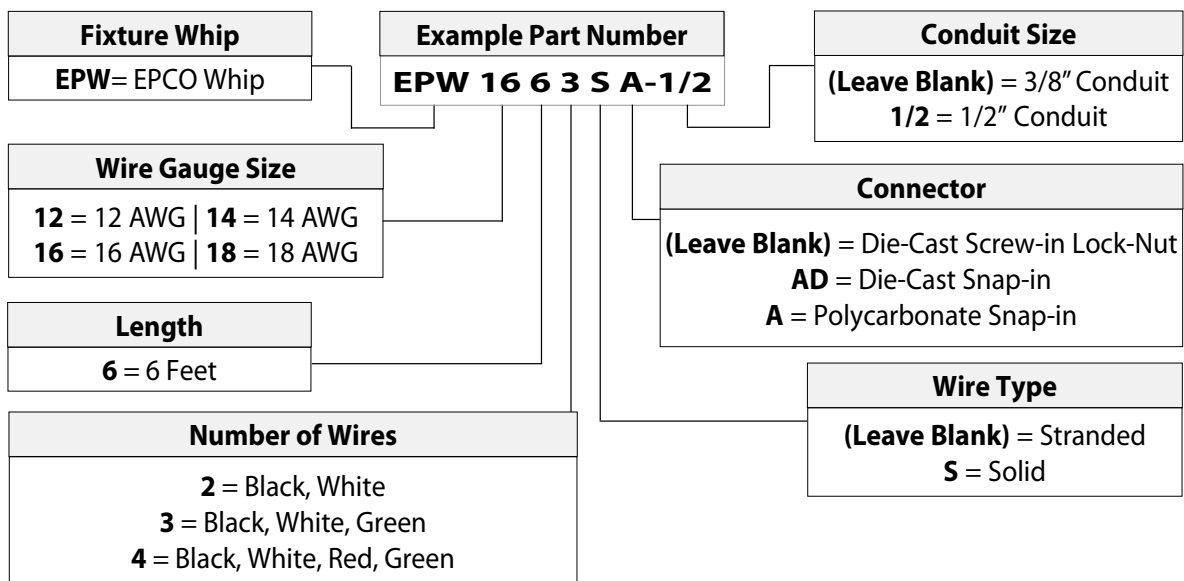 Fixture Whip
EPW= EPCO Whip
Example Part Number
EPW 16 6 3 S A-1/2
Conduit Size
(Leave Blank) = 3/8” Conduit
1/2 = 1/2” Conduit
Wire Gauge Size
12 = 12 AWG | 14 = 14 AWG
16 = 16 AWG | 18 = 18 AWG
Connector
(Leave Blank) = Die-Cast Screw-in Lock-Nut
AD = Die-Cast Snap-in
A = Polycarbonate Snap-in
Length
6 = 6 Feet
Wire Type
(Leave Blank) = Stranded
S = Solid
Number of Wires
2 = Black, White
3 = Black, White, Green
4 = Black, White, Red, Green